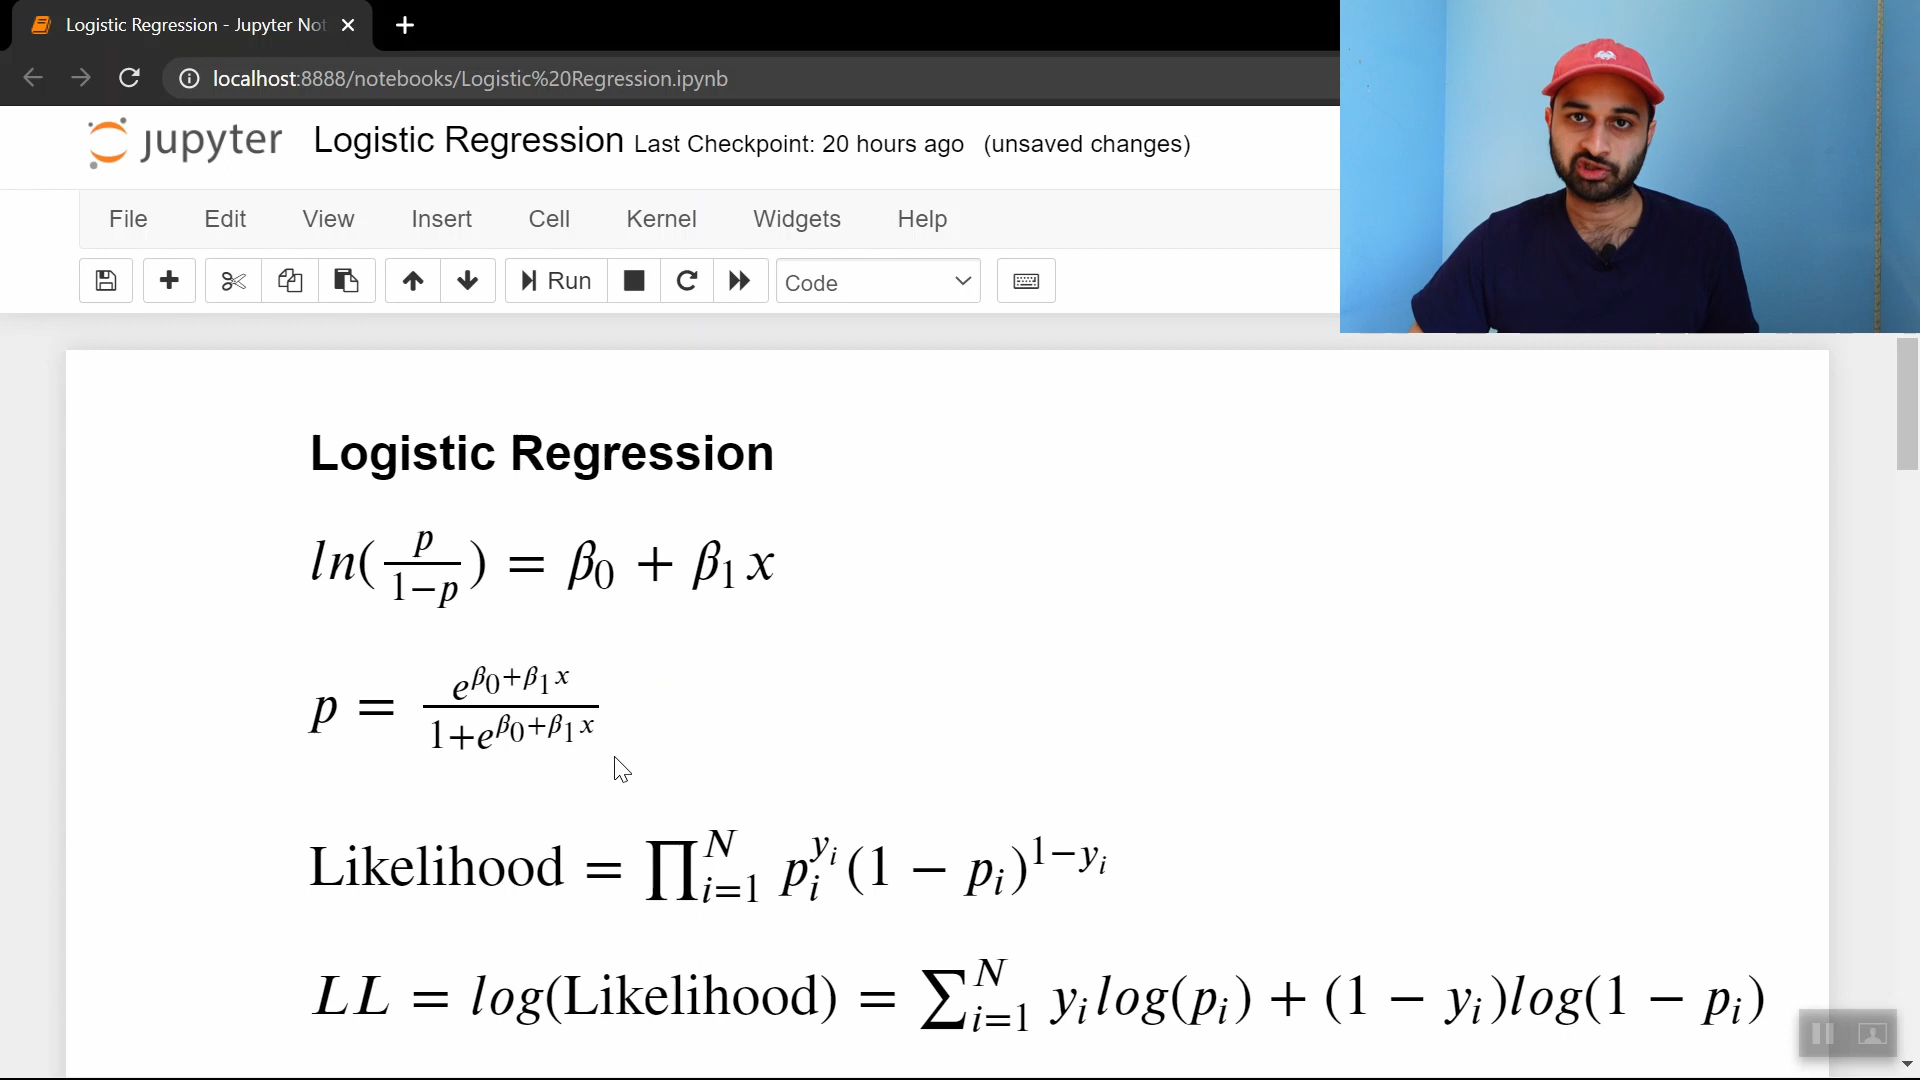 Logistic Regression - Jupyter Not
localhost:8888/notebooks/Logistic%20Regression.ipynb
jupyter Logistic Regression Last Checkpoint: 20 hours ago (unsaved changes)
File Edit View Insert Cell Kernel Widgets Help
Run Code
Logistic Regression
ln(p/1−p) = β₀ + β₁x
p = e^(β₀+β₁x)/1+e^(β₀+β₁x)
Likelihood = ∏_{i=1}^{N} p_i^{y_i}(1 − p_i)^{1−y_i}
LL = log(Likelihood) = ∑_{i=1}^{N} y_i log(p_i) + (1 − y_i)log(1 − p_i)